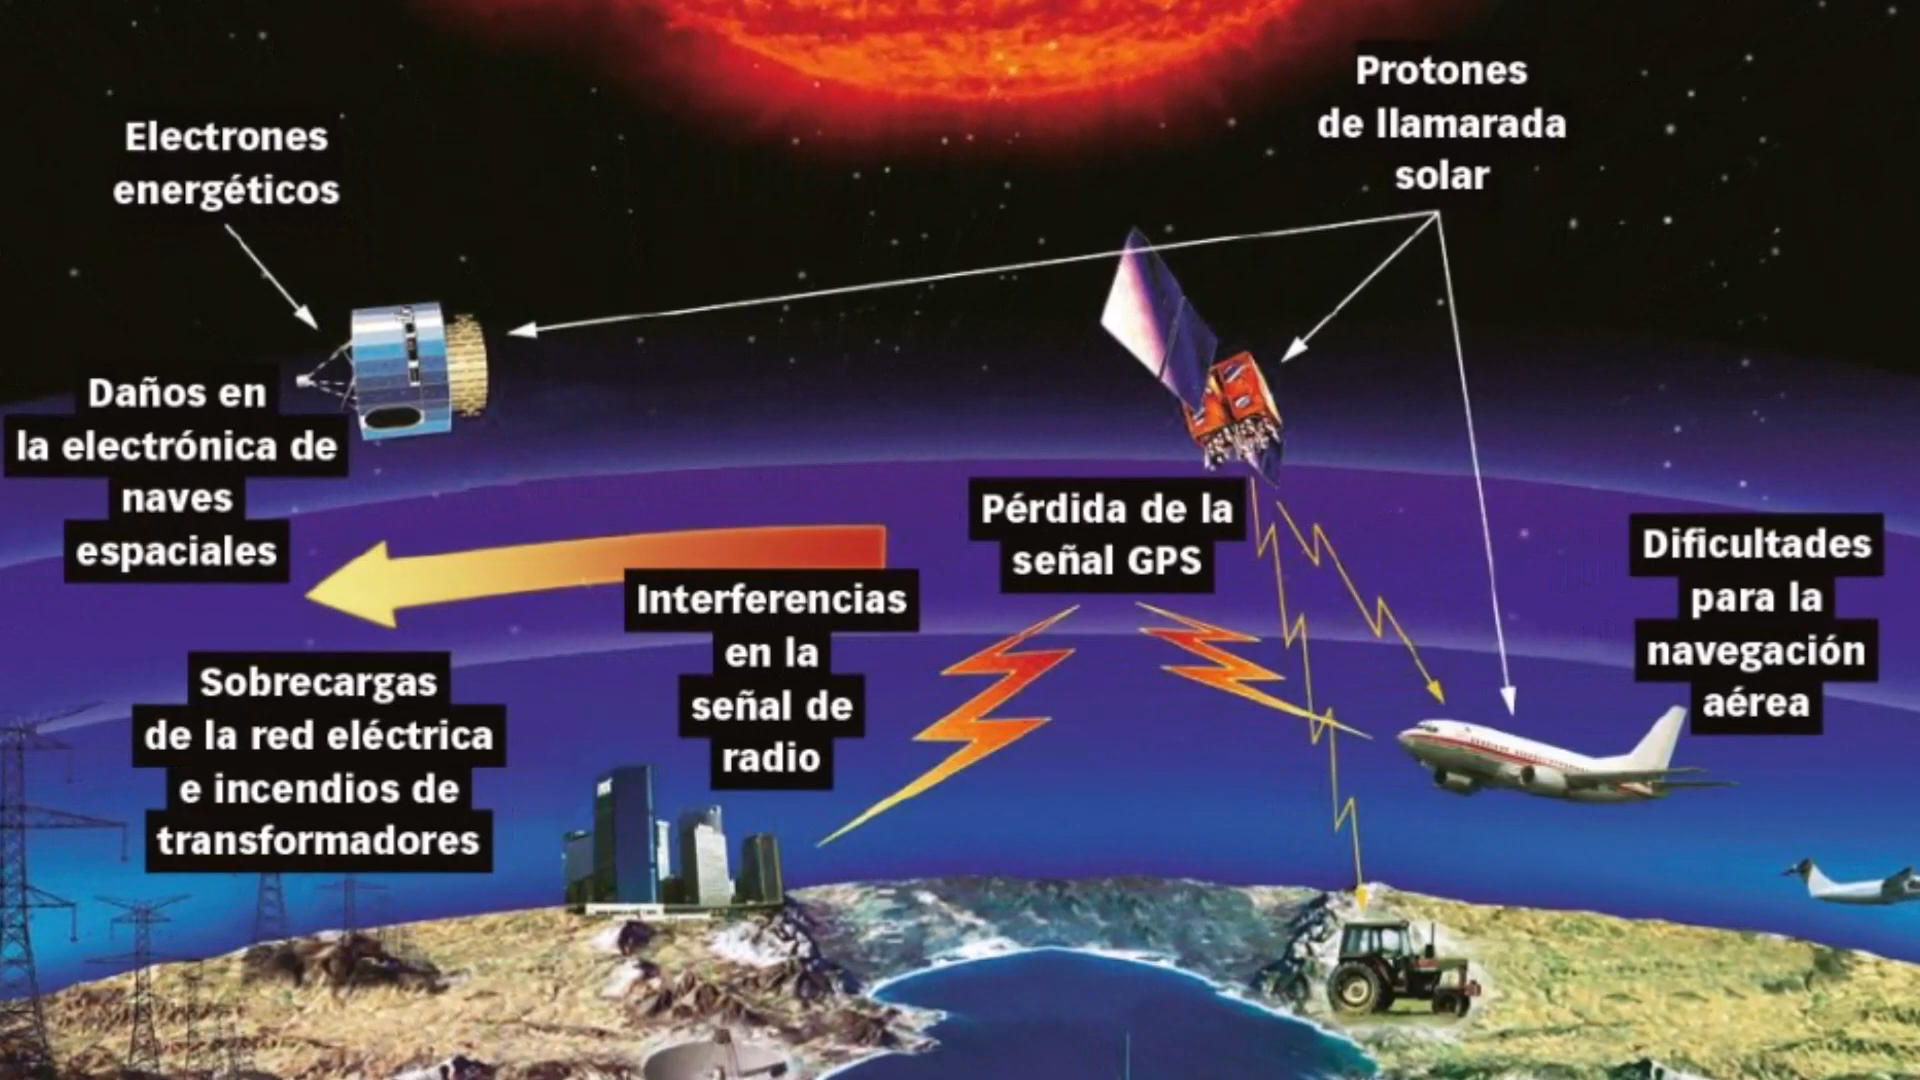 Electrones
energéticos
Protones
de llamarada
solar
Daños en
la electrónica de
naves
espaciales
Pérdida de la
señal GPS
Dificultades
para la
navegación
aérea
Interferencias
en la
señal de
radio
Sobrecargas
de la red eléctrica
e incendios de
transformadores